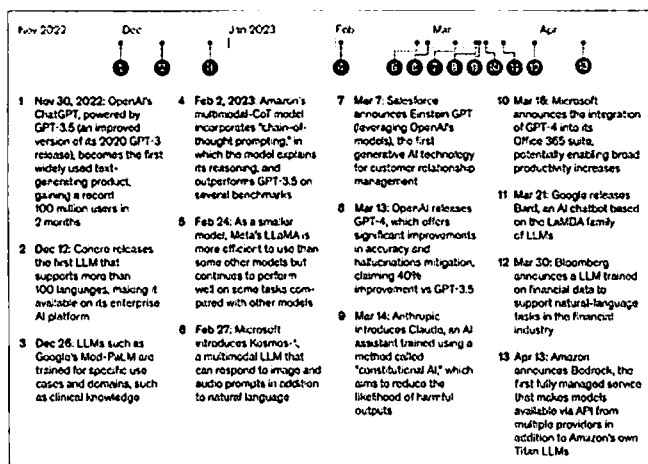 Nov 2022 Dec Jan 2023 Feb Mar Apr
1 2 3 4 5 6 7 8 9 10 11 12 13
1 Nov 30, 2022: OpenAI's
ChatGPT, powered by
GPT-3.5 (an improved
version of its 2020 GPT-3
release), becomes the first
widely used text-
generating product,
gaining a record
100 million users in
2 months
2 Dec 12: Cohere releases
the first LLM that
supports more than
100 languages, making it
available on its enterprise
AI platform
3 Dec 26: LLMs such as
Google's Med-PaLM are
trained for specific use
cases and domains, such
as clinical knowledge
4 Feb 2, 2023: Amazon's
multimodal-CoT model
incorporates "chain-of-
thought prompting," in
which the model explains
its reasoning, and
outperforms GPT-3.5 on
several benchmarks
5 Feb 24: As a smaller
model, Meta's LLaMA is
more efficient to use than
some other models but
continues to perform
well on some tasks com-
pared with other models
6 Feb 27: Microsoft
introduces Kosmos-1,
a multimodal LLM that
can respond to image and
audio prompts in addition
to natural language
7 Mar 7: Salesforce
announces Einstein GPT
(leveraging OpenAI's
models), the first
generative AI technology
for customer relationship
management
8 Mar 13: OpenAI releases
GPT-4, which offers
significant improvements
in accuracy and
hallucinations mitigation,
claiming 40%
improvement vs GPT-3.5
9 Mar 14: Anthropic
introduces Claude, an AI
assistant trained using a
method called
"constitutional AI," which
aims to reduce the
likelihood of harmful
outputs
10 Mar 16: Microsoft
announces the integration
of GPT-4 into its
Office 365 suite,
potentially enabling broad
productivity increases
11 Mar 21: Google releases
Bard, an AI chatbot based
on the LaMDA family
of LLMs
12 Mar 30: Bloomberg
announces a LLM trained
on financial data to
support natural-language
tasks in the financial
industry
13 Apr 13: Amazon
announces Bedrock, the
first fully managed service
that makes models
available via API from
multiple providers in
addition to Amazon's own
Titan LLMs